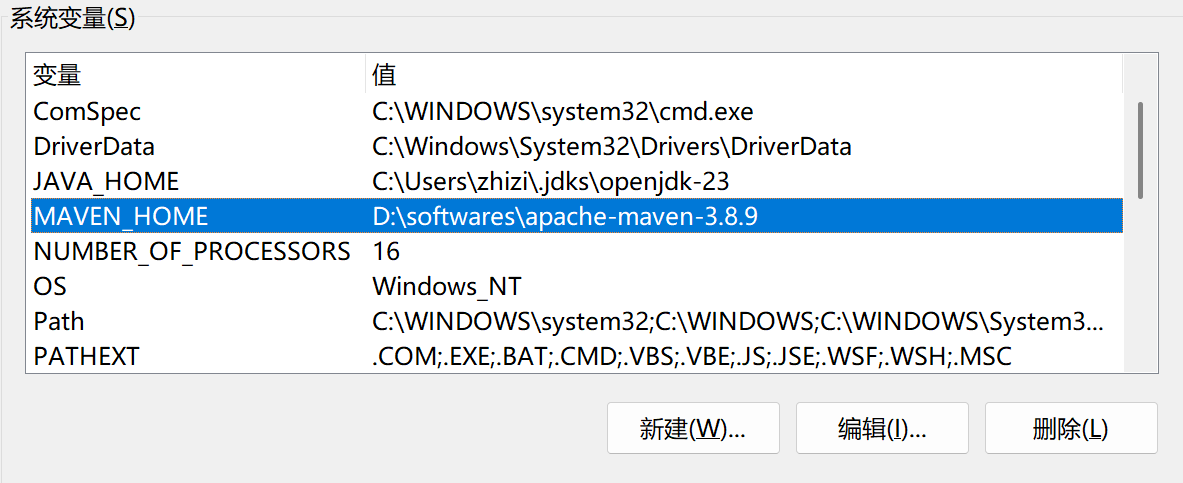 系统变量(S)
变量 值
ComSpec C:\WINDOWS\system32\cmd.exe
DriverData C:\Windows\System32\Drivers\DriverData
JAVA_HOME C:\Users\zhizi\.jdks\openjdk-23
MAVEN_HOME D:\softwares\apache-maven-3.8.9
NUMBER_OF_PROCESSORS 16
OS Windows_NT
Path C:\WINDOWS\system32;C:\WINDOWS;C:\WINDOWS\System3...
PATHEXT .COM;.EXE;.BAT;.CMD;.VBS;.VBE;.JS;.JSE;.WSF;.WSH;.MSC
新建(W)... 编辑(I)... 删除(L)